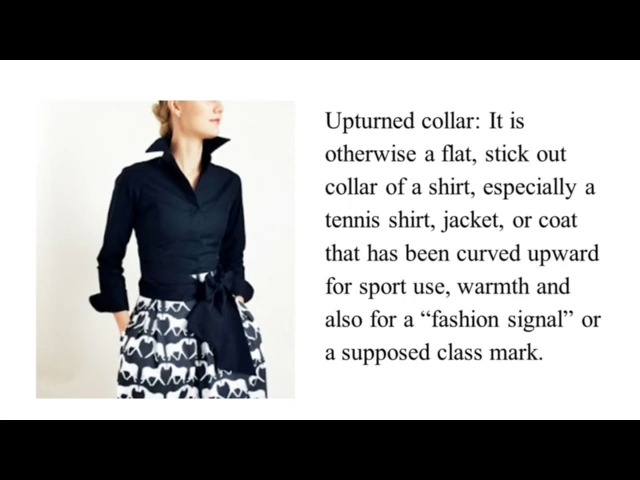 Upturned collar: It is
otherwise a flat, stick out
collar of a shirt, especially a
tennis shirt, jacket, or coat
that has been curved upward
for sport use, warmth and
also for a “fashion signal” or
a supposed class mark.